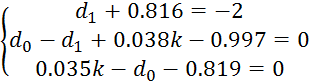 d₁ + 0.816 = −2
d₀ − d₁ + 0.038k − 0.997 = 0
0.035k − d₀ − 0.819 = 0